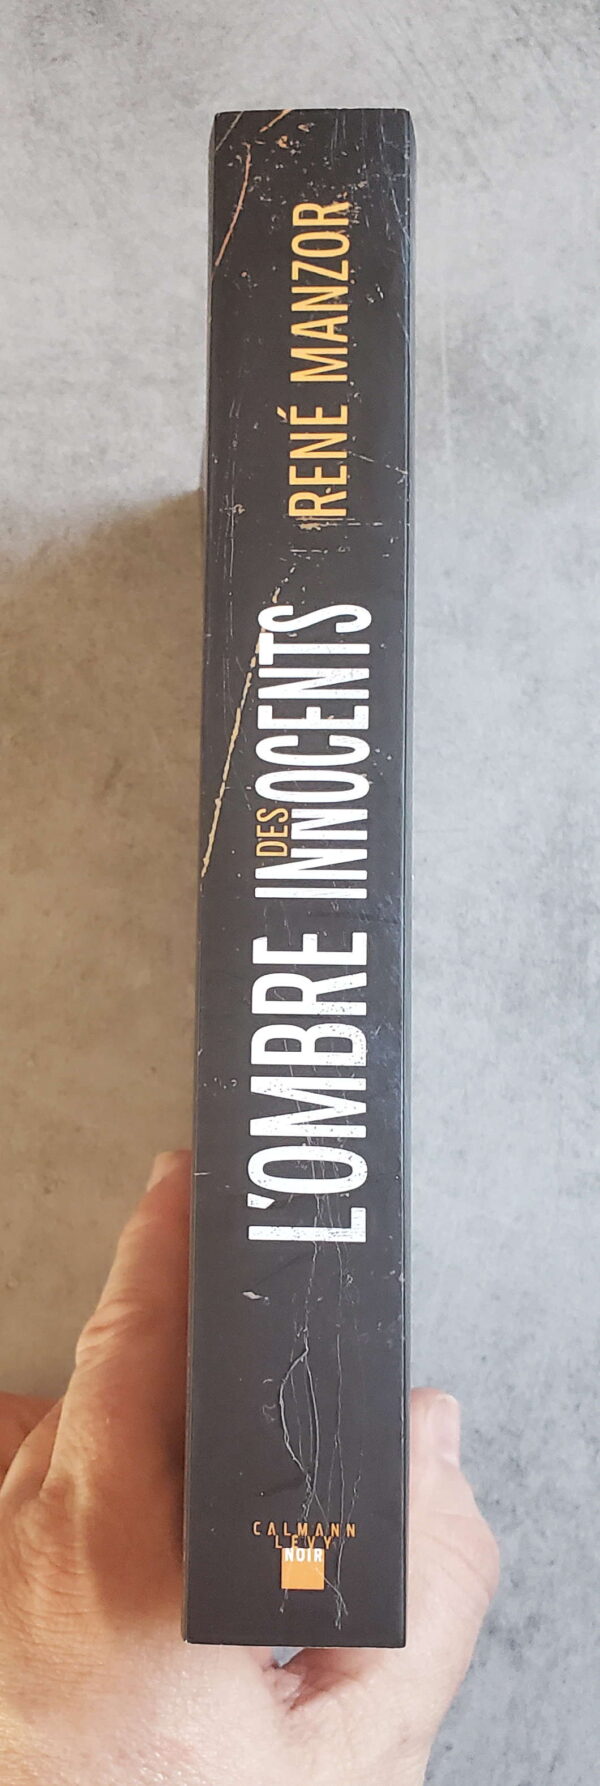 RENÉ MANZOR
L'OMBRE DES INNOCENTS
CALMANN
LEVY
NOIR